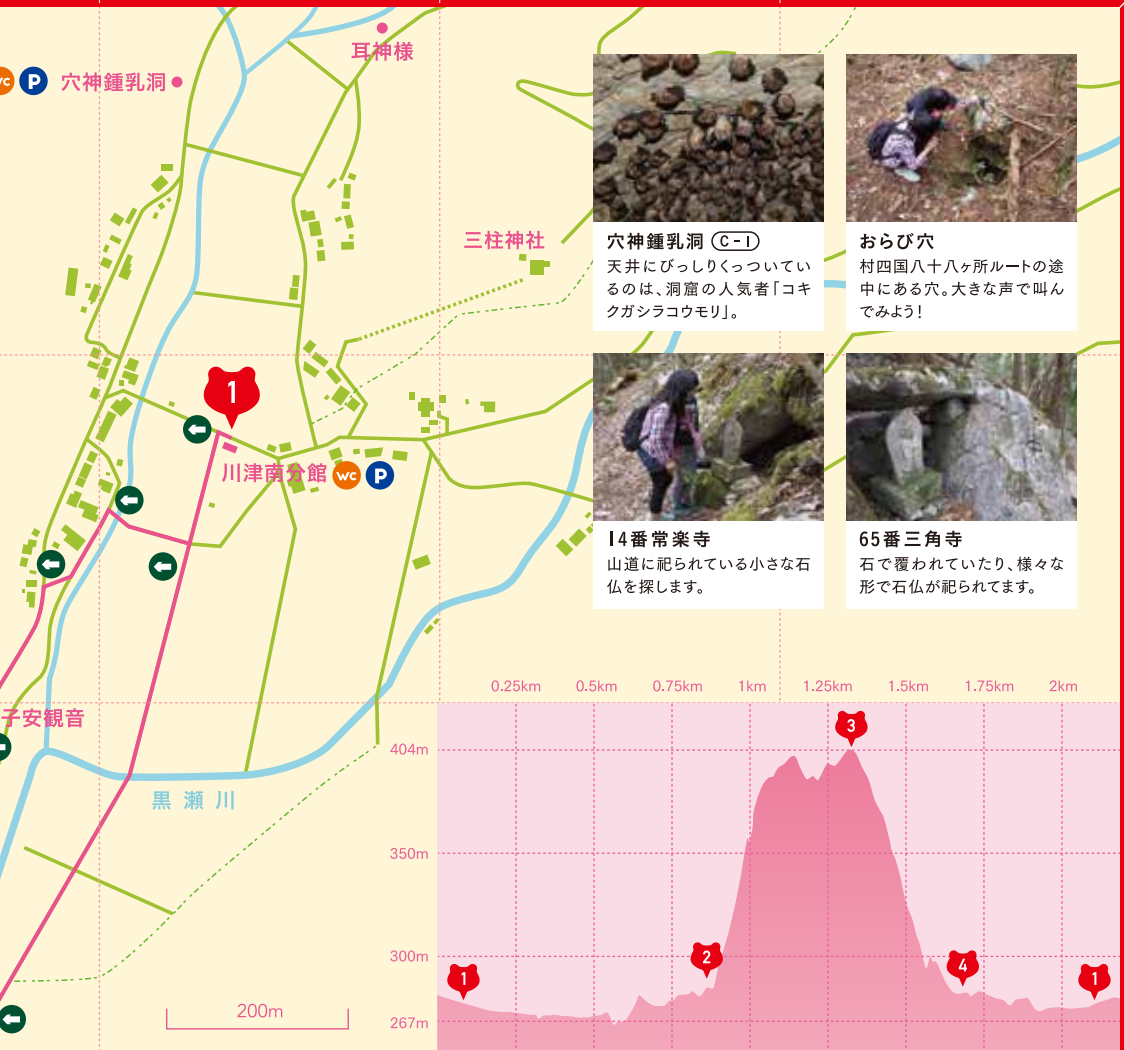 耳神様
WC P 穴神鍾乳洞
三柱神社
1
川津南分館 WC P
子安観音
黒瀬川
200m
穴神鍾乳洞 C-1
天井にびっしりくっついてい
るのは、洞窟の人気者「コキ
クガシラコウモリ」。
おらび穴
村四国八十八ヶ所ルートの途
中にある穴。大きな声で叫ん
でみよう!
14番常楽寺
山道に祀られている小さな石
仏を探します。
65番三角寺
石で覆われていたり、様々な
形で石仏が祀られてます。
0.25km 0.5km 0.75km 1km 1.25km 1.5km 1.75km 2km
404m
350m
300m
267m
1
2
3
4
1